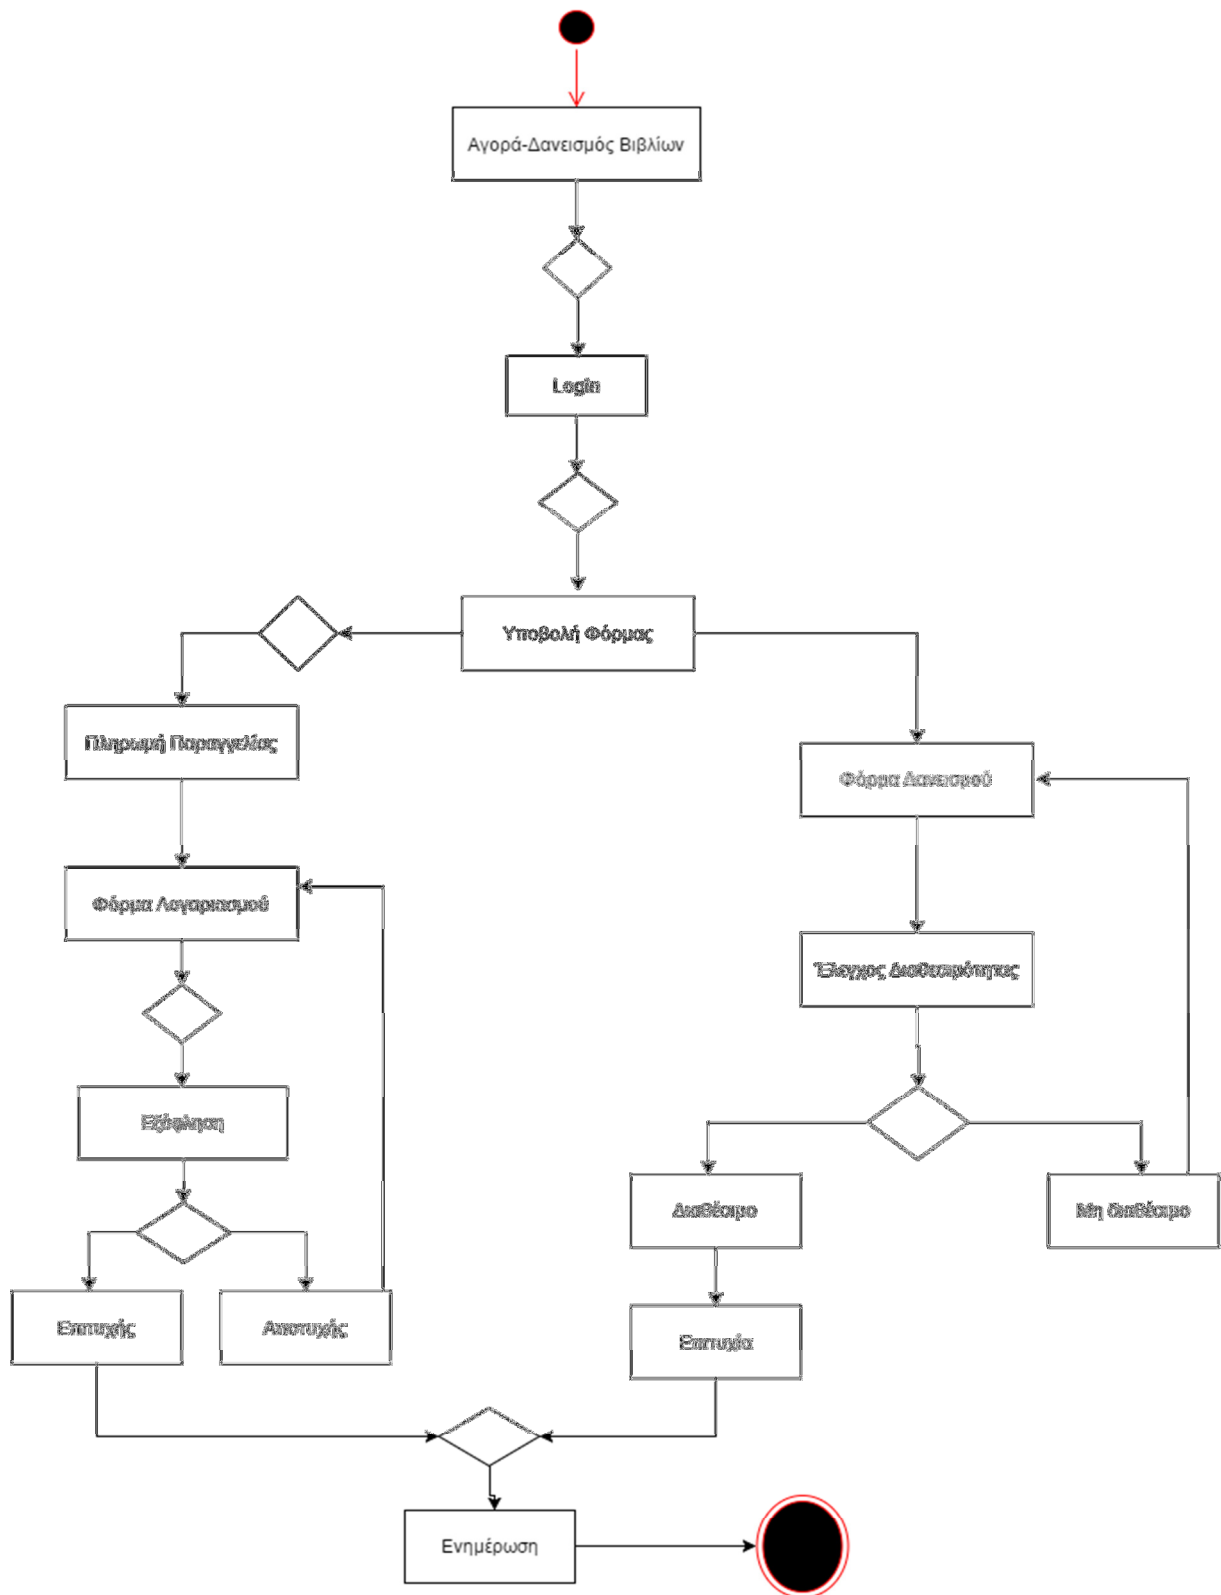 Αγορά-Δανεισμός Βιβλίων
Login
Υποβολή Φόρμας
Πληρωμή Παραγγελίας
Φόρμα Δανεισμού
Φόρμα Λογαριασμού
Έλεγχος Διαθεσιμότητας
Εξόφληση
Διαθέσιμο
Μη διαθέσιμο
Επιτυχής
Αποτυχής
Επιτυχία
Ενημέρωση